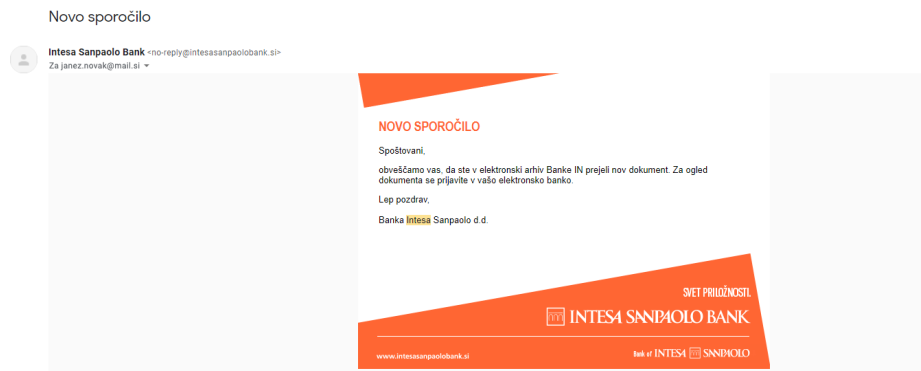 Novo sporočilo
Intesa Sanpaolo Bank <no-reply@intesasanpaolobank.si>
Za janez.novak@mail.si
NOVO SPOROČILO
Spoštovani,
obveščamo vas, da ste v elektronski arhiv Banke IN prejeli nov dokument. Za ogled
dokumenta se prijavite v vašo elektronsko banko.
Lep pozdrav,
Banka Intesa Sanpaolo d.d.
SVET PRILOŽNOSTI.
INTESA SANPAOLO BANK
www.intesasanpaolobank.si
Bank of INTESA SANPAOLO